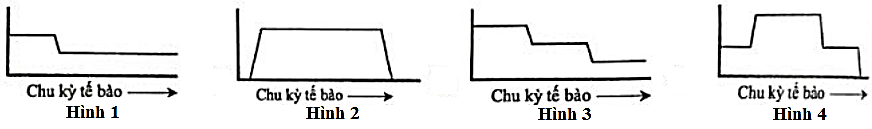 Chu kỳ tế bào
Hình 1
Chu kỳ tế bào
Hình 2
Chu kỳ tế bào
Hình 3
Chu kỳ tế bào
Hình 4